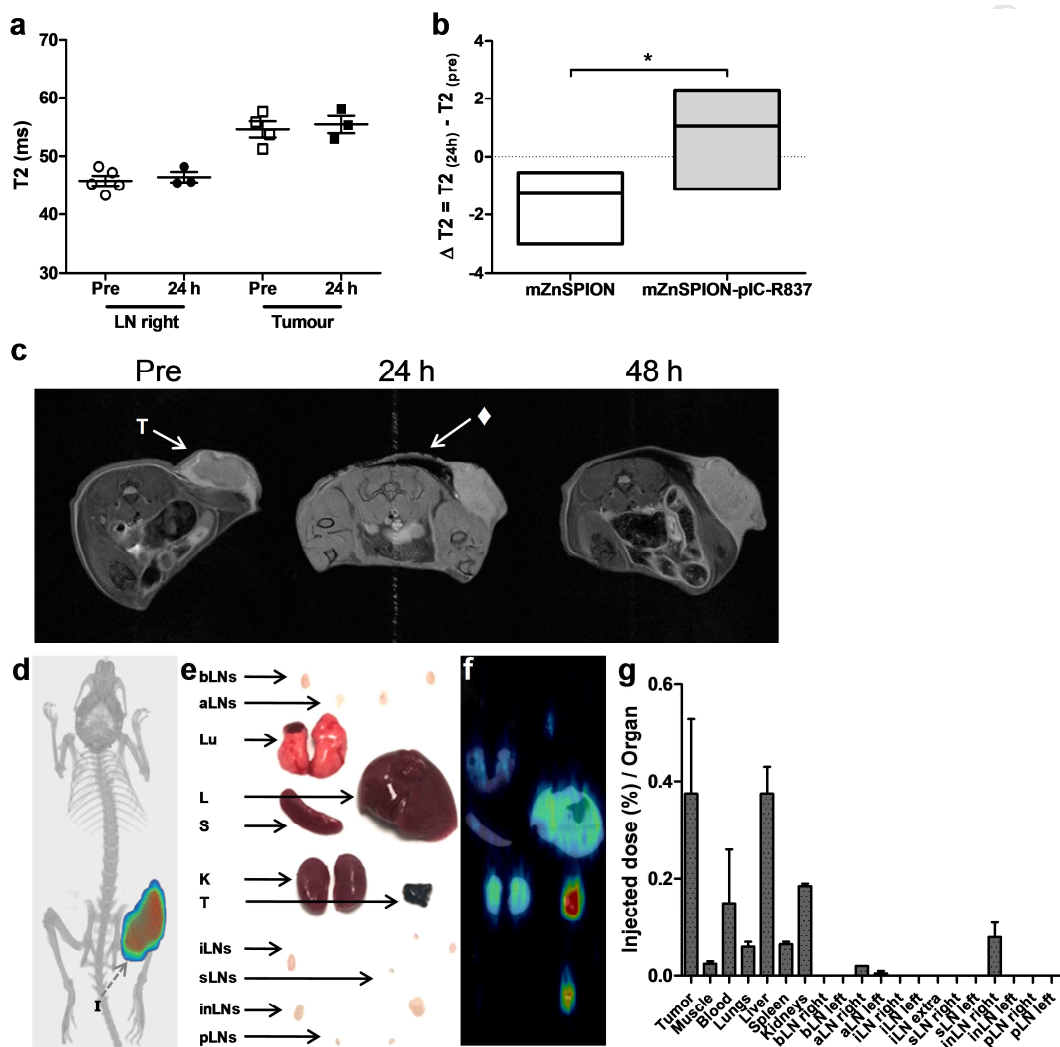 a
70
60
50
40
30
T2 (ms)
Pre
24 h
Pre
24 h
LN right
Tumour
b
4
2
0
-2
-4
Δ T2 = T2 (24h) - T2 (pre)
*
mZnSPION
mZnSPION-pIC-R837
c
Pre
24 h
48 h
T
d
I
e
bLNs
aLNs
Lu
L
S
K
T
iLNs
sLNs
inLNs
pLNs
f
g
0.6
0.4
0.2
0.0
Injected dose (%) / Organ
Tumor
Muscle
Blood
Lungs
Liver
Spleen
Kidneys
bLN right
bLN left
aLN right
aLN left
iLN right
iLN left
iLN extra
sLN right
sLN left
inLN right
inLN left
pLN right
pLN left